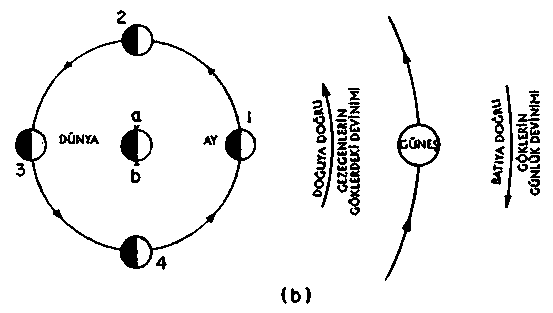 2
a
1
DÜNYA
AY
b
3
4
DOĞUYA DOĞRU
GEZEGENLERİN
GÖKLERDEKİ DEVİNİMİ
GÜNEŞ
BATIYA DOĞRU
GÖKLERİN
GÜNLÜK DEVİNİMİ
(b)